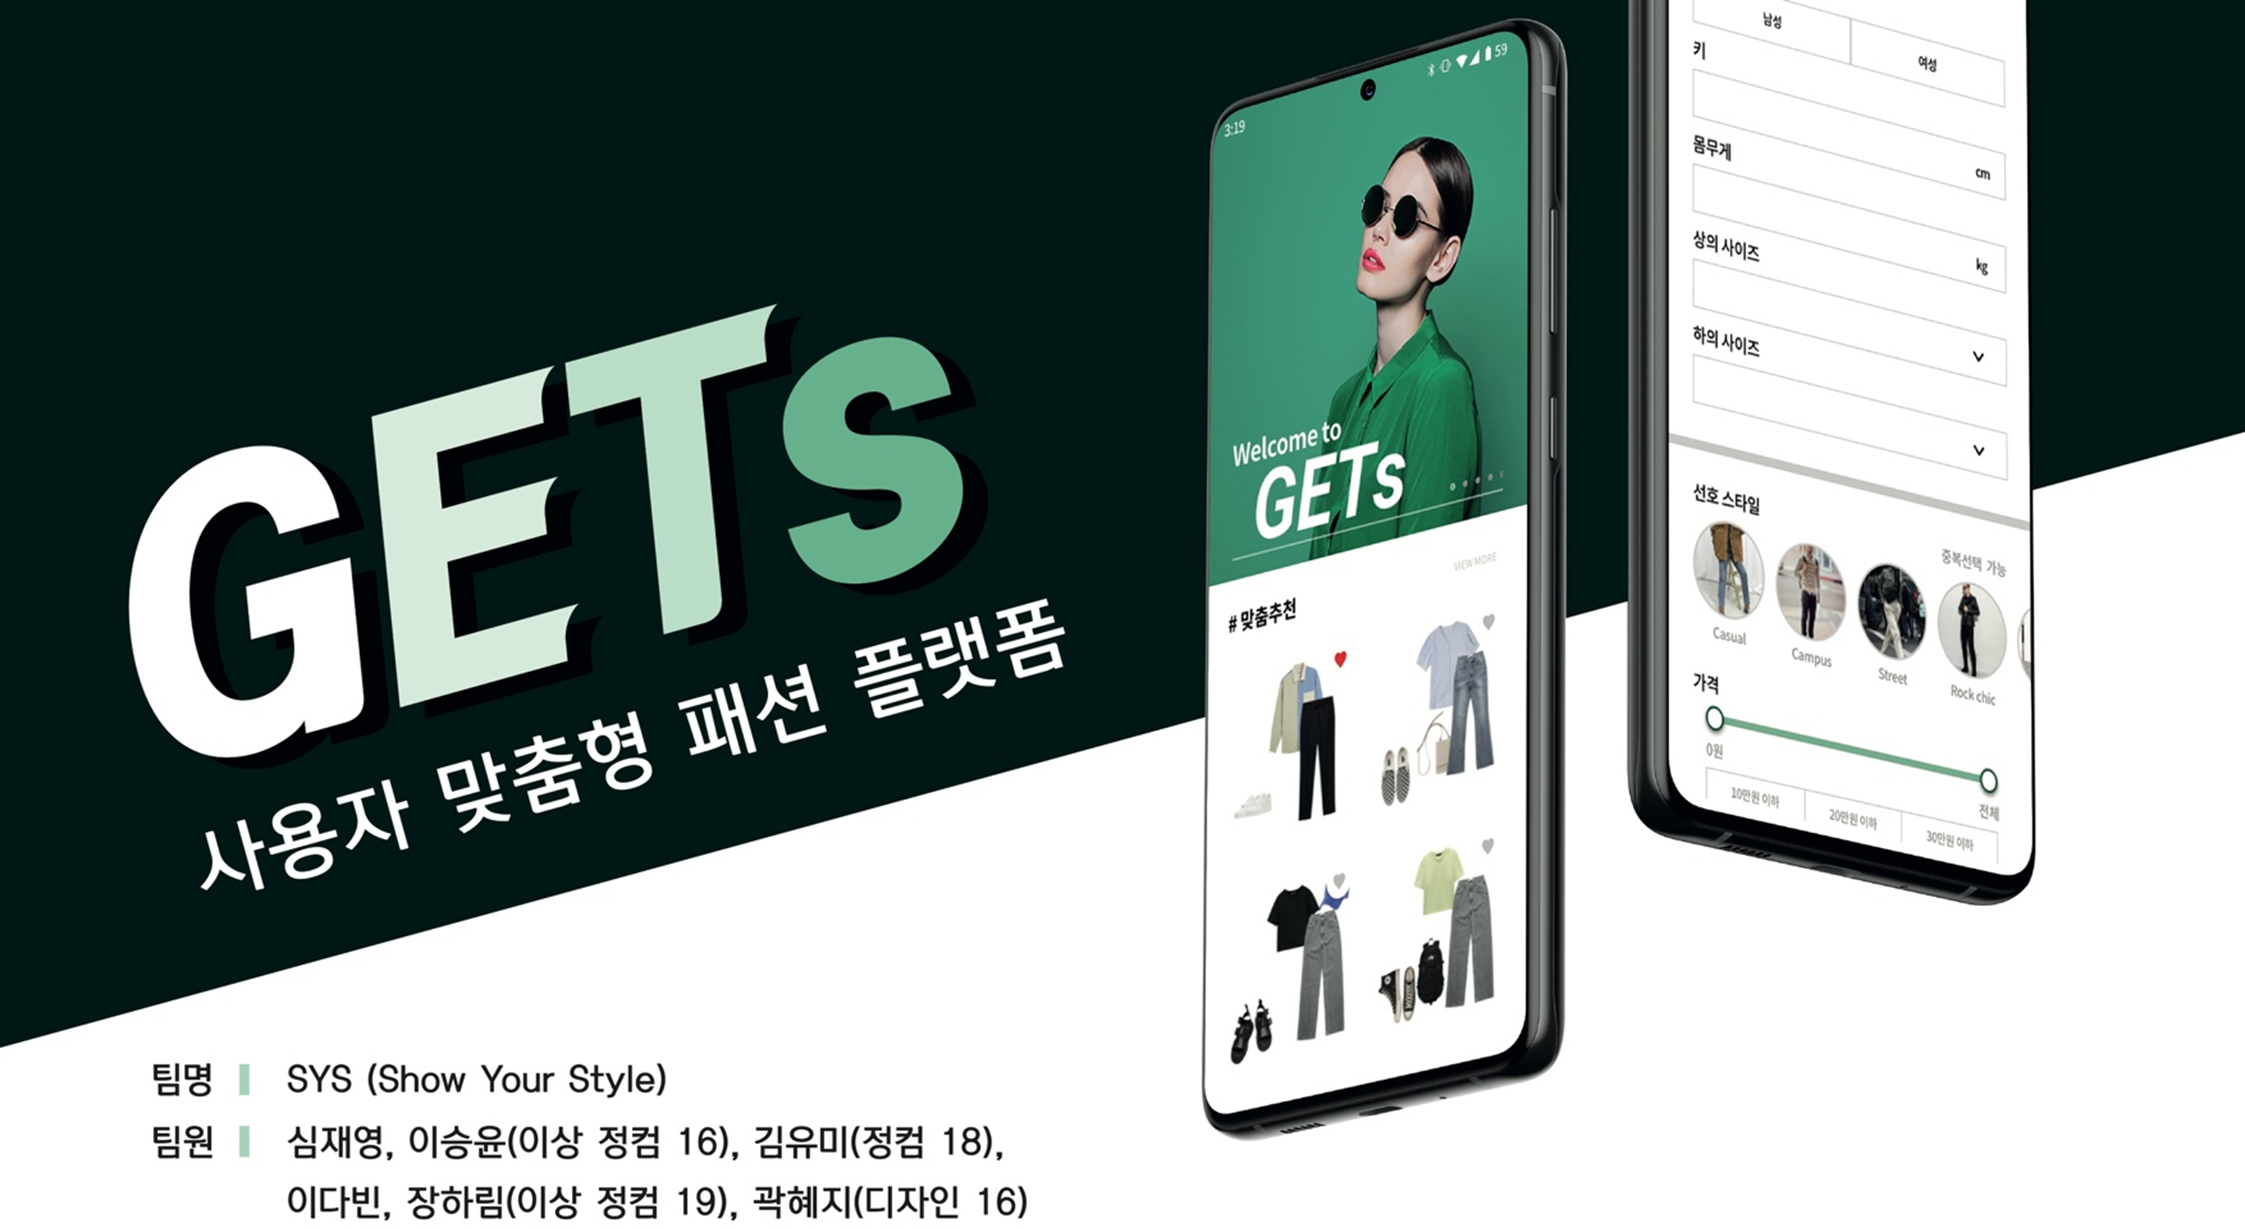 GETs
사용자 맞춤형 패션 플랫폼
팀명 SYS (Show Your Style)
팀원 심재영, 이승윤(이상 정컴 16), 김유미(정컴 18),
이다빈, 장하림(이상 정컴 19), 곽혜지(디자인 16)
3:19 59
Welcome to
GETs
VIEW MORE
# 맞춤추천
남성 여성
키
cm
몸무게
kg
상의 사이즈
하의 사이즈
선호 스타일
중복선택 가능
Casual Campus Street Rock chic
가격
0원 전체
10만원 이하 20만원 이하 30만원 이하